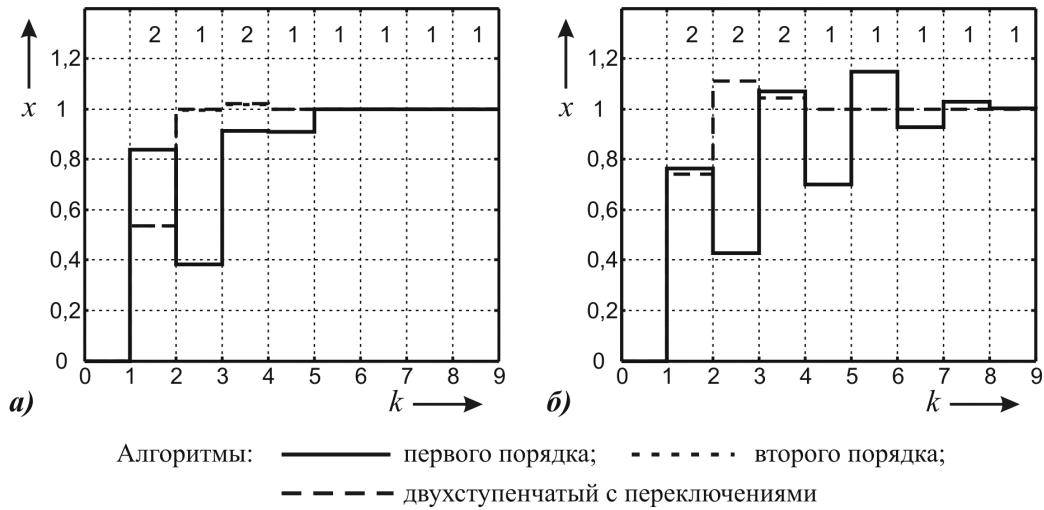 2 1 2 1 1 1 1 1
1,2
x
1
0,8
0,6
0,4
0,2
0
0 1 2 3 4 5 6 7 8 9
а)
k
2 2 2 1 1 1 1 1
1,2
x
1
0,8
0,6
0,4
0,2
0
0 1 2 3 4 5 6 7 8 9
б)
k
Алгоритмы: первого порядка; второго порядка;
двухступенчатый с переключениями